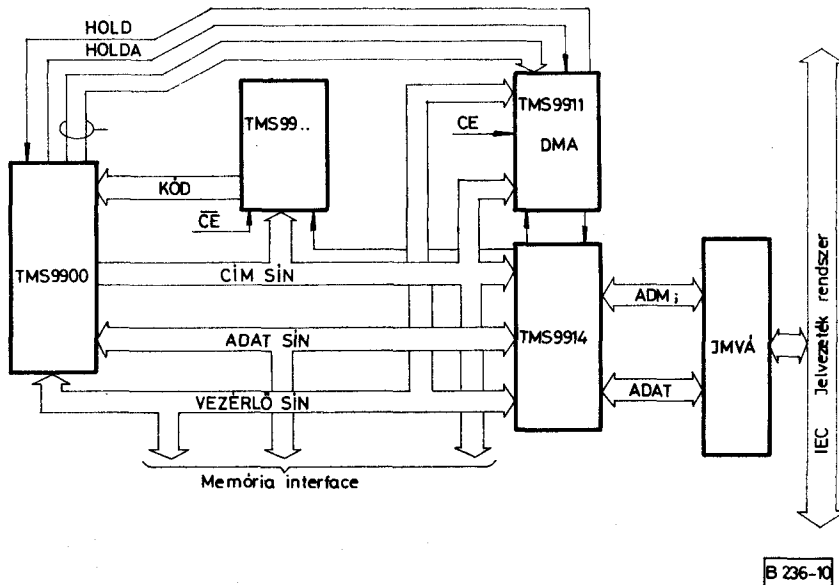 HOLD
HOLDA
TMS9900
TMS99..
KÓD
C̅E̅
CE
TMS9911
DMA
CÍM SÍN
ADAT SÍN
VEZÉRLŐ SÍN
TMS9914
ADM;
ADAT
JMVÁ
IEC Jelvezeték rendszer
Memória interface
B 236-10